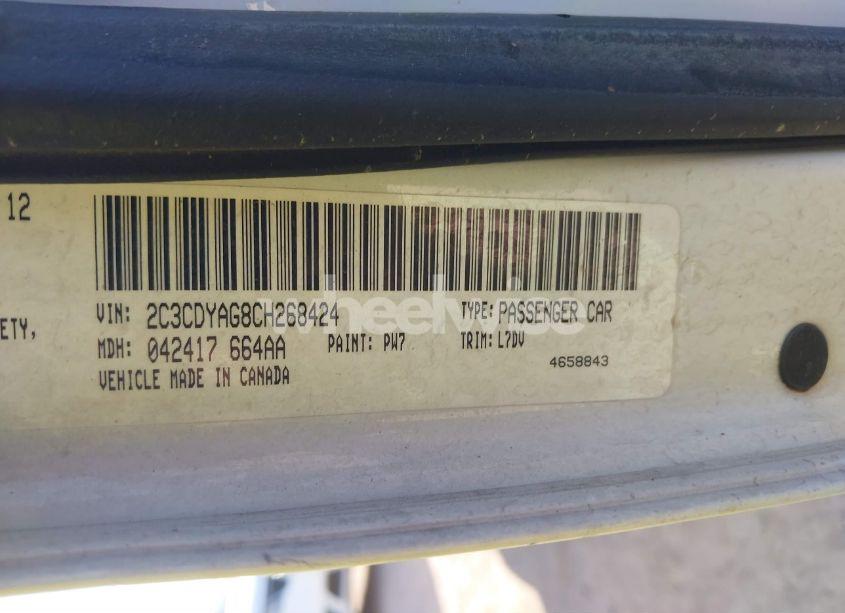 12
ETY,
VIN: 2C3CDYAG8CH268424 TYPE: PASSENGER CAR
MDH: 042417 664AA PAINT: PW7 TRIM: L7DV
VEHICLE MADE IN CANADA 4658843
wheelwise